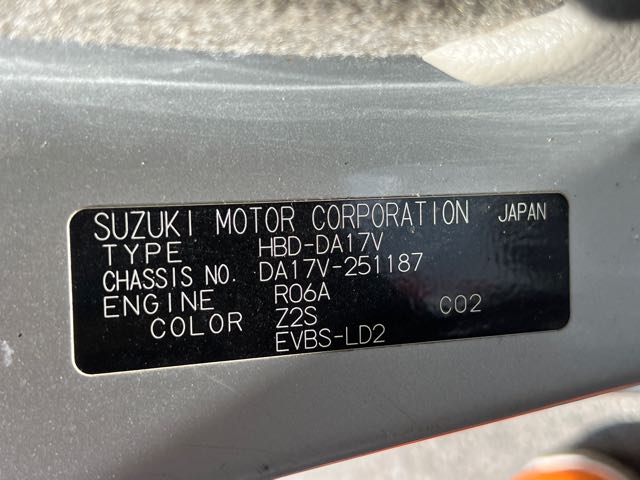 SUZUKI MOTOR CORPORATION JAPAN
TYPE HBD-DA17V
CHASSIS NO. DA17V-251187
ENGINE R06A
COLOR Z2S C02
EVBS-LD2